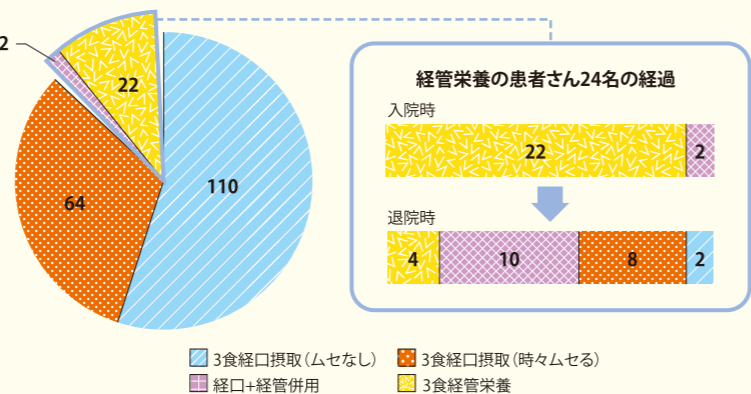 2
22
110
64
経管栄養の患者さん24名の経過
入院時
22
2
退院時
4
10
8
2
3食経口摂取(ムセなし)
3食経口摂取(時々ムセる)
経口+経管併用
3食経管栄養